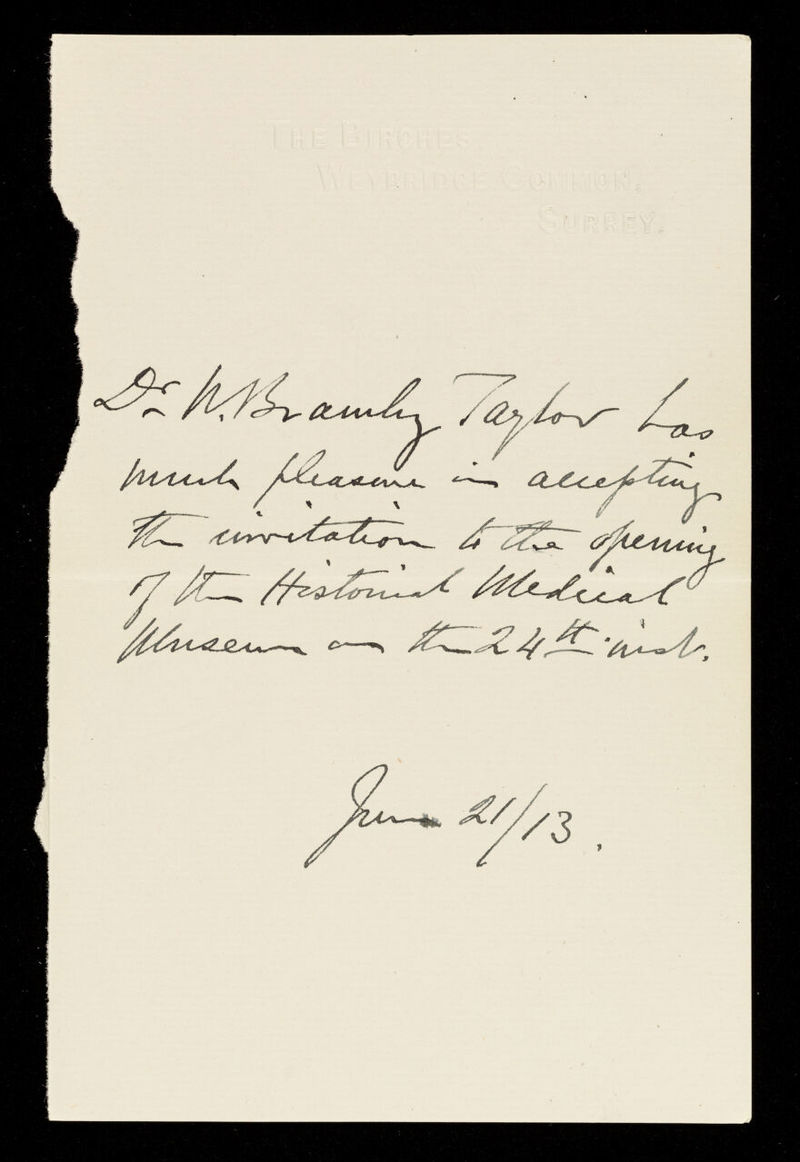 THE BIRCHES
WEYBRIDGE COMMON,
SURREY.
Dr. W. Bramley Taylor has
much pleasure in accepting
the invitation to the opening
of the Historical Medical
Museum on the 24th inst.
June 21/13.